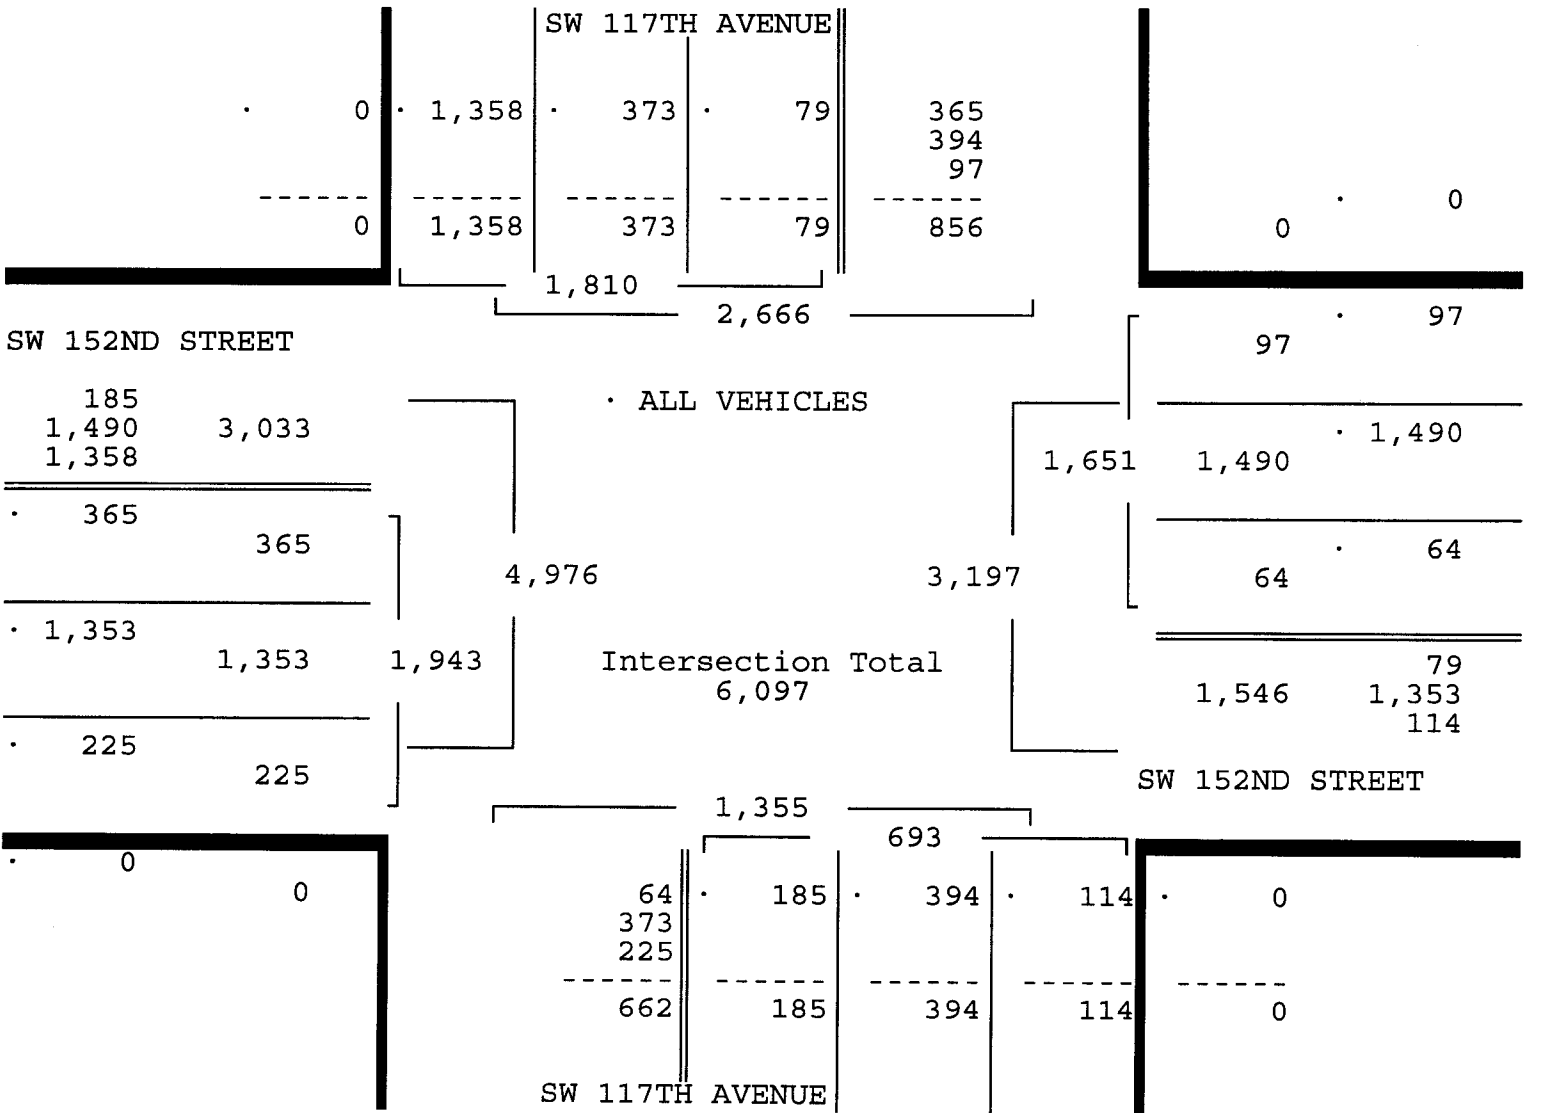 SW 117TH AVENUE
· 0 · 1,358 · 373 · 79 365
394
97
------ ------ ------ ------ ------
0 1,358 373 79 856
· 0
0
1,810
2,666
· 97
97
SW 152ND STREET
185
1,490 3,033
1,358
· ALL VEHICLES
· 1,490
1,651 1,490
· 365
365
· 64
64
4,976 3,197
· 1,353
1,353 1,943
Intersection Total
6,097
79
1,546 1,353
114
· 225
225
SW 152ND STREET
1,355
693
· 0
0
64 · 185 · 394 · 114 · 0
373
225
------ ------ ------ ------ ------
662 185 394 114 0
SW 117TH AVENUE